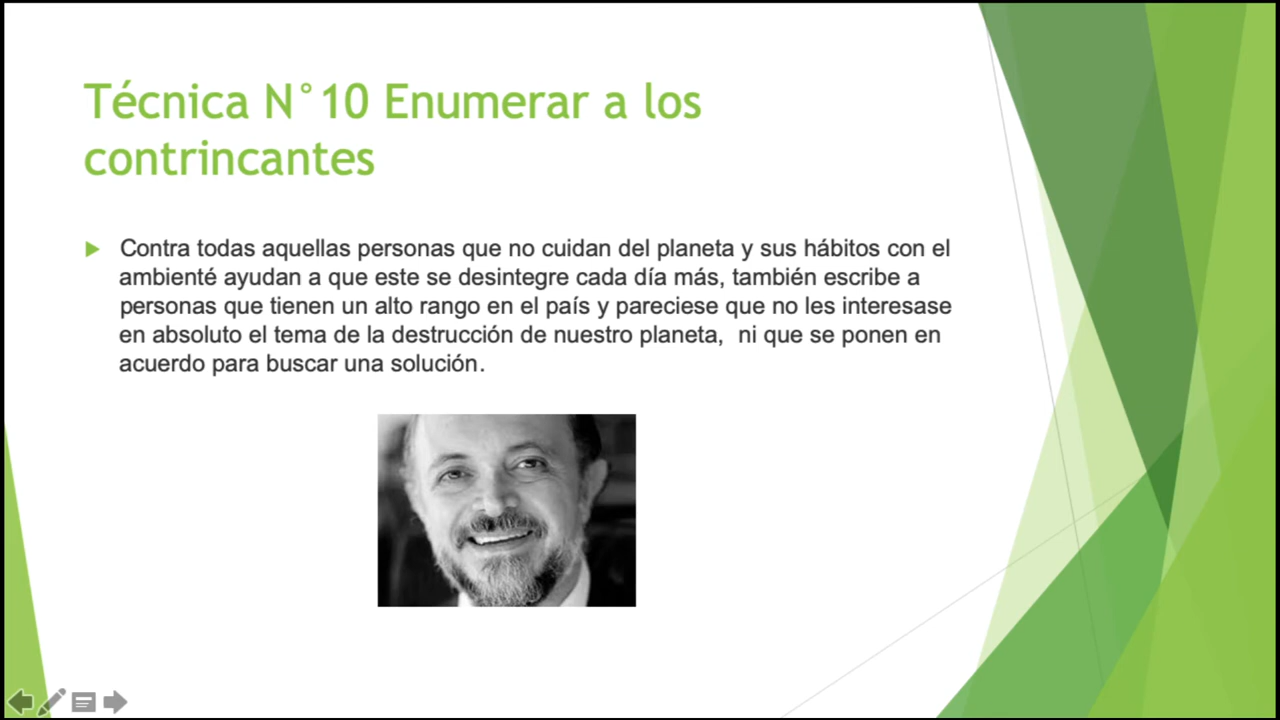 Técnica N°10 Enumerar a los
contrincantes
Contra todas aquellas personas que no cuidan del planeta y sus hábitos con el
ambienté ayudan a que este se desintegre cada día más, también escribe a
personas que tienen un alto rango en el país y pareciese que no les interesase
en absoluto el tema de la destrucción de nuestro planeta,  ni que se ponen en
acuerdo para buscar una solución.